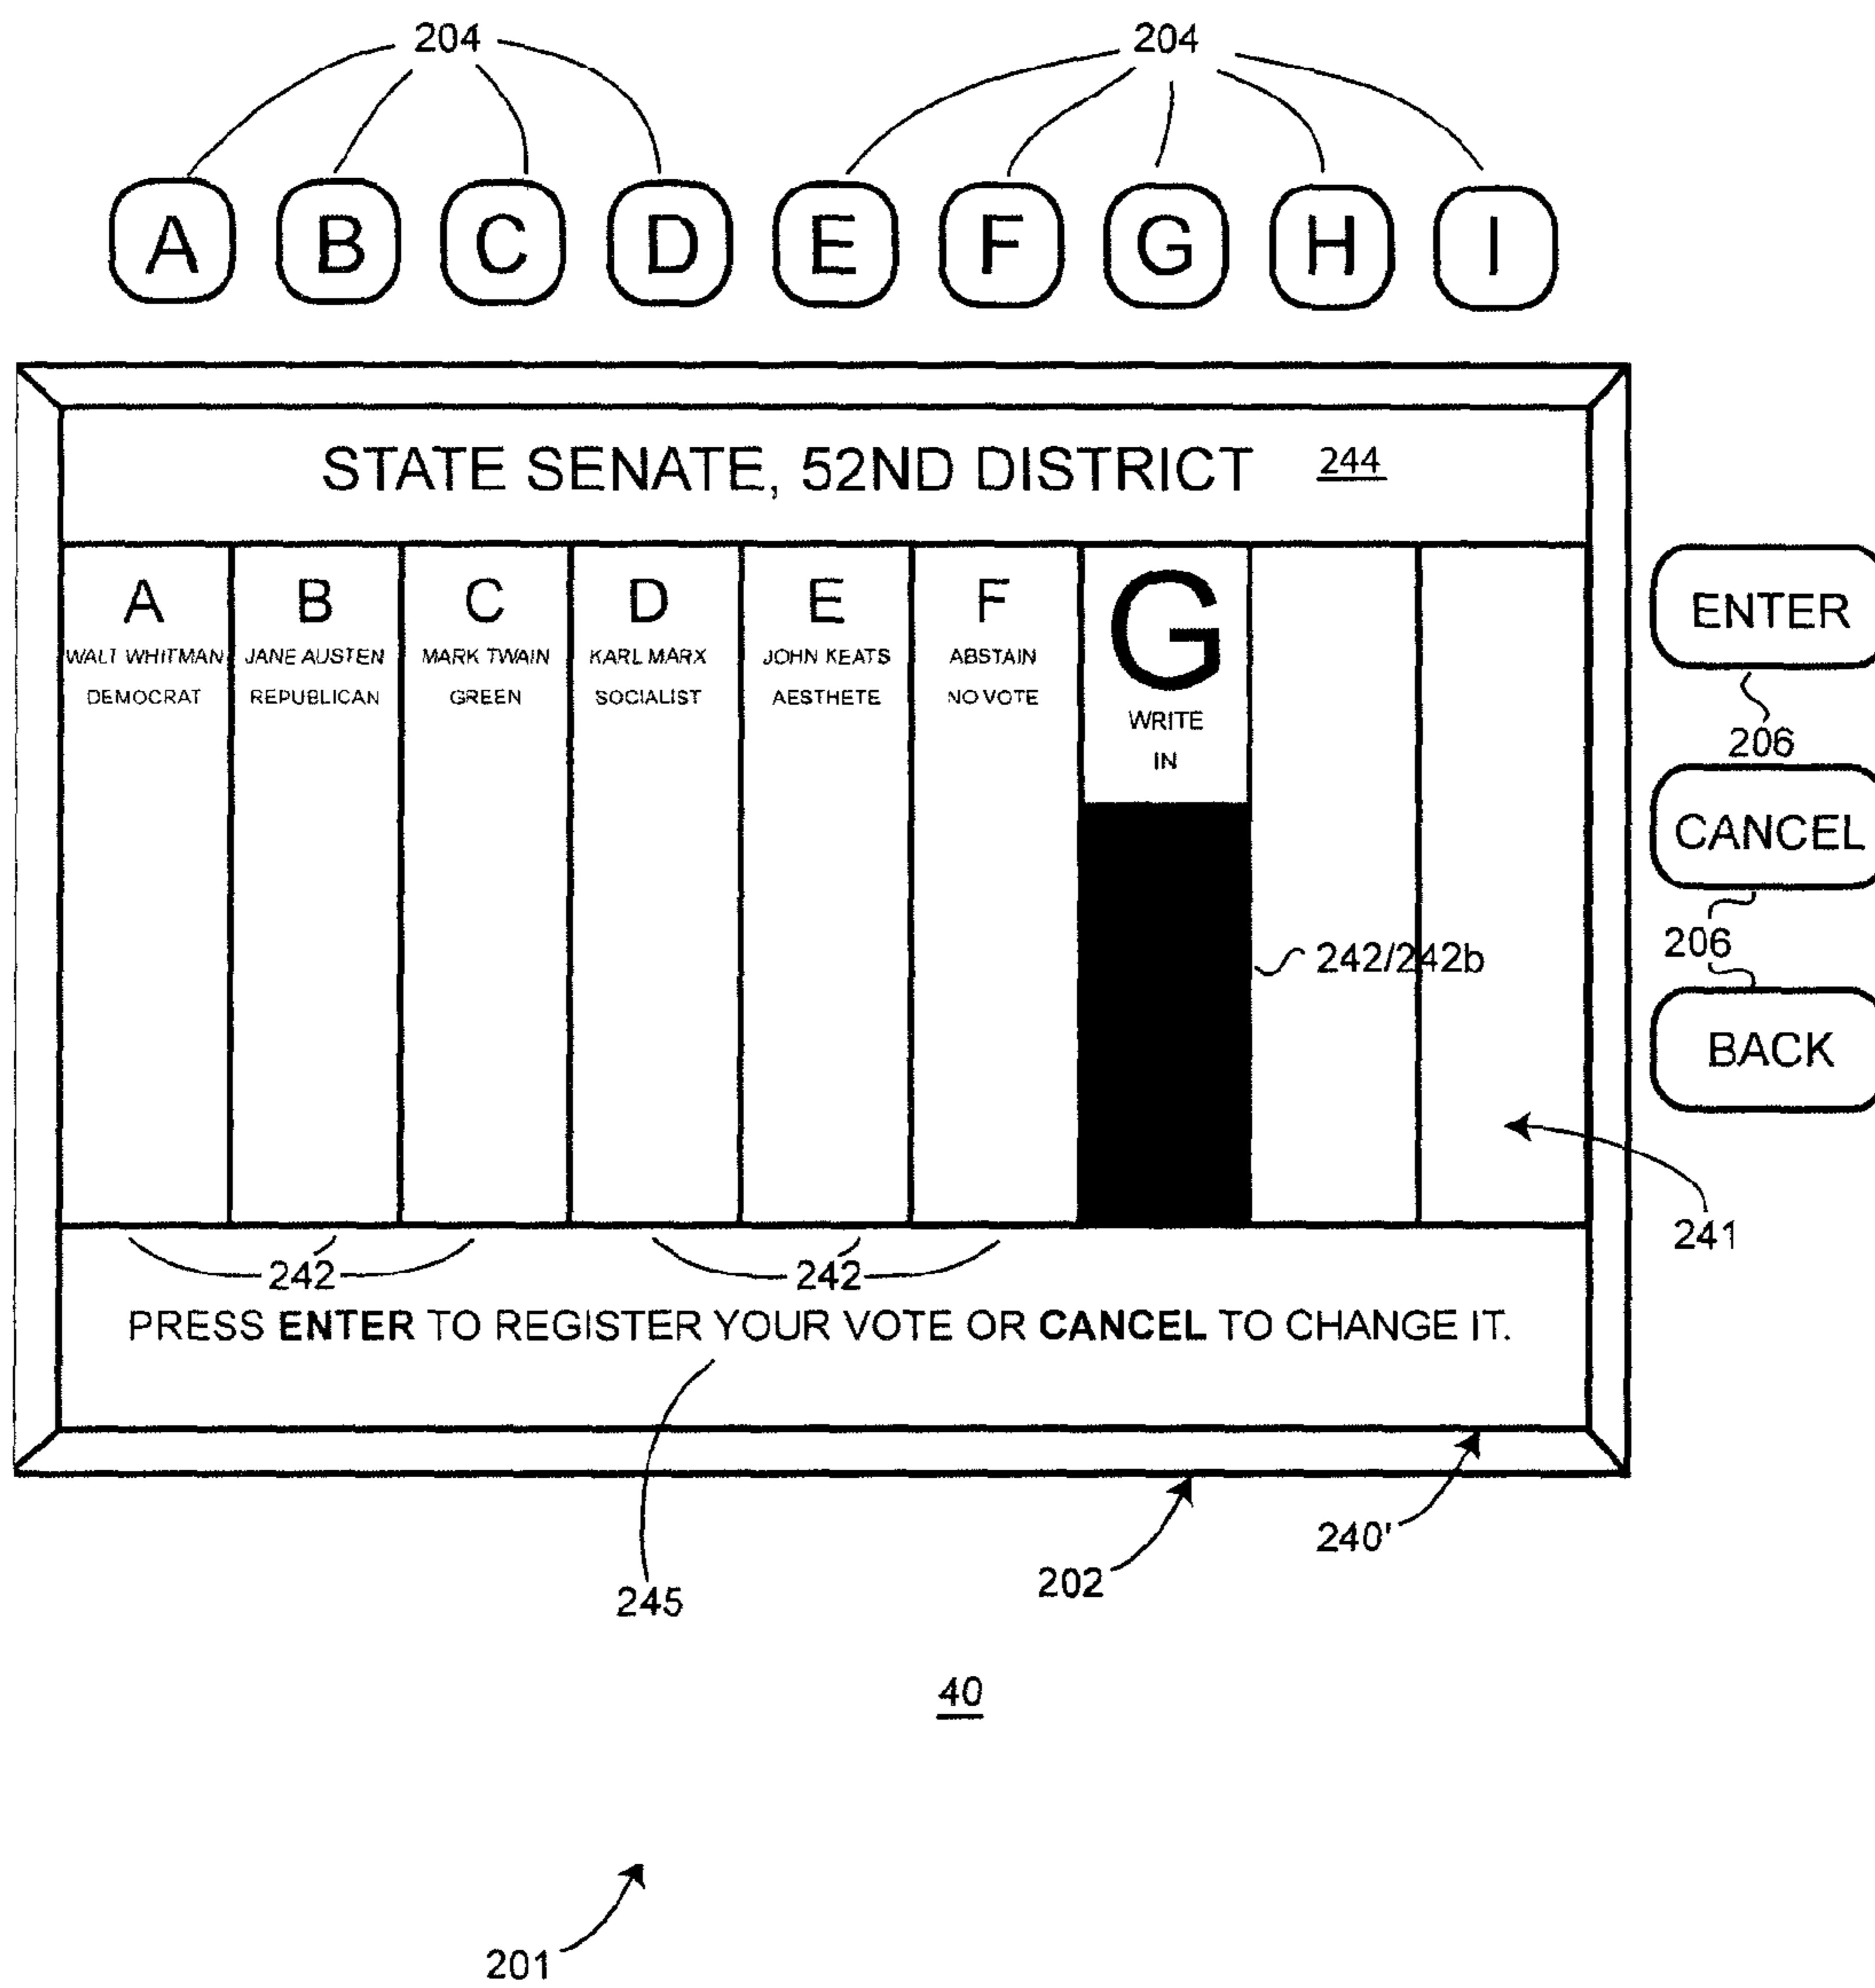 204 204
A B C D E F G H I
STATE SENATE, 52ND DISTRICT 244
A B C D E F G
WALT WHITMAN JANE AUSTEN MARK TWAIN KARL MARX JOHN KEATS ABSTAIN
DEMOCRAT REPUBLICAN GREEN SOCIALIST AESTHETE NO VOTE
WRITE
IN
ENTER
206
CANCEL
206
242/242b
BACK
241
242 242
PRESS ENTER TO REGISTER YOUR VOTE OR CANCEL TO CHANGE IT.
240'
202
245
40
201